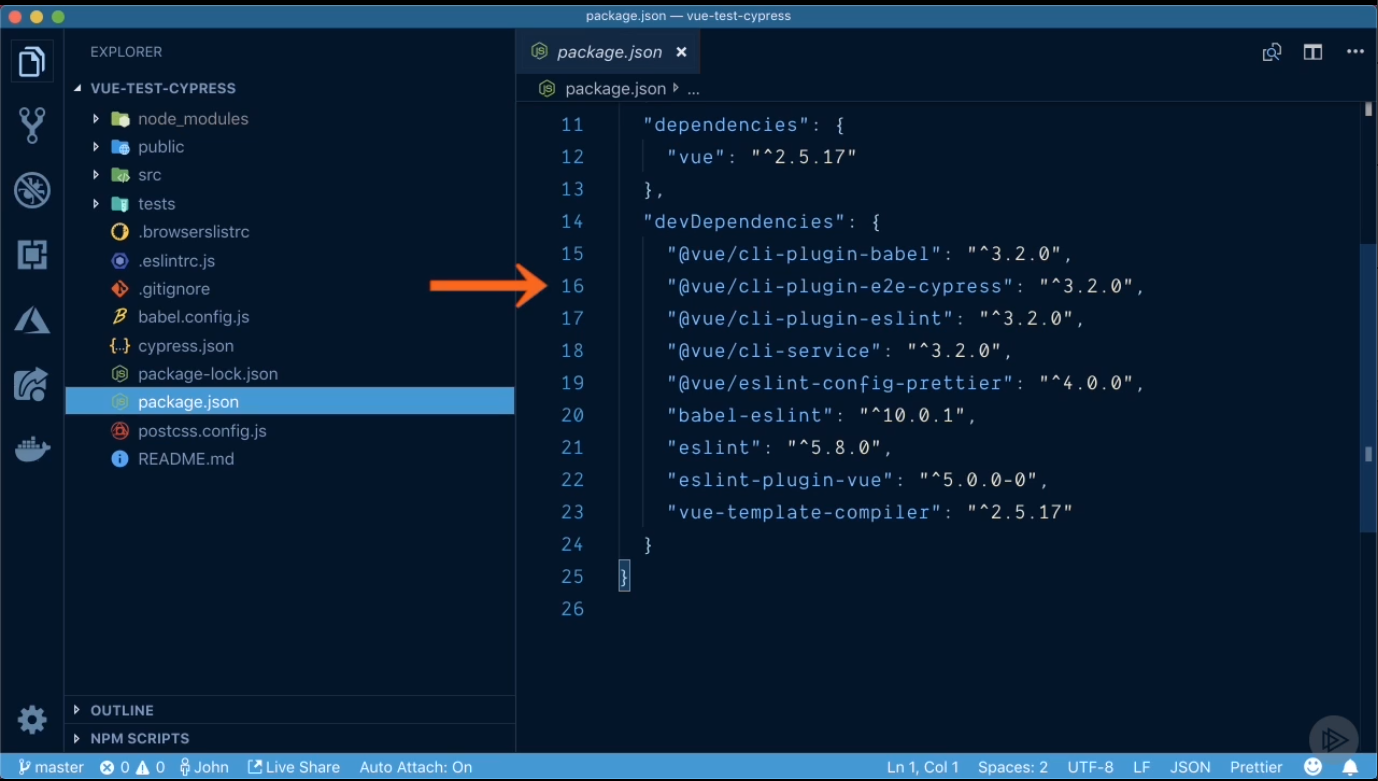 package.json — vue-test-cypress
EXPLORER
VUE-TEST-CYPRESS
node_modules
public
src
tests
.browserslistrc
.eslintrc.js
.gitignore
babel.config.js
cypress.json
package-lock.json
package.json
postcss.config.js
README.md
OUTLINE
NPM SCRIPTS
package.json ×
package.json ...
11 "dependencies": {
12 "vue": "^2.5.17"
13 },
14 "devDependencies": {
15 "@vue/cli-plugin-babel": "^3.2.0",
16 "@vue/cli-plugin-e2e-cypress": "^3.2.0",
17 "@vue/cli-plugin-eslint": "^3.2.0",
18 "@vue/cli-service": "^3.2.0",
19 "@vue/eslint-config-prettier": "^4.0.0",
20 "babel-eslint": "^10.0.1",
21 "eslint": "^5.8.0",
22 "eslint-plugin-vue": "^5.0.0-0",
23 "vue-template-compiler": "^2.5.17"
24 }
25 }
26
master 0 0 John Live Share Auto Attach: On Ln 1, Col 1 Spaces: 2 UTF-8 LF JSON Prettier